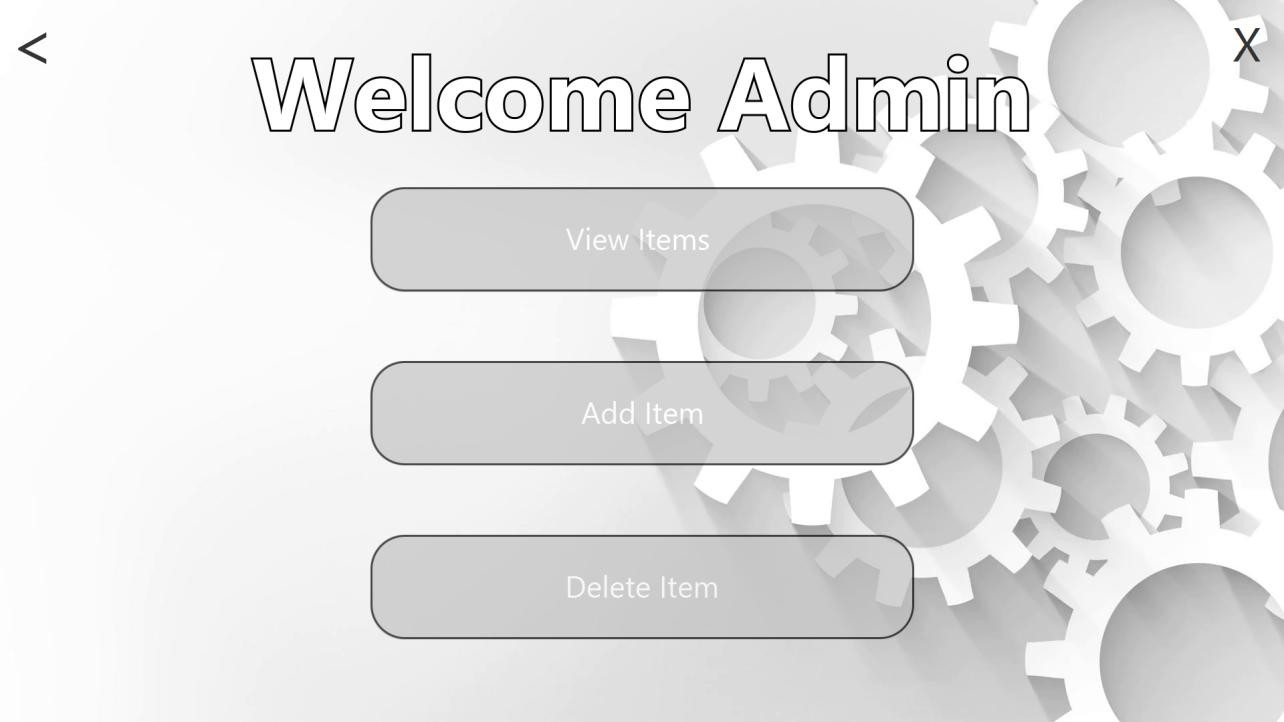 <
X
Welcome Admin
View Items
Add Item
Delete Item